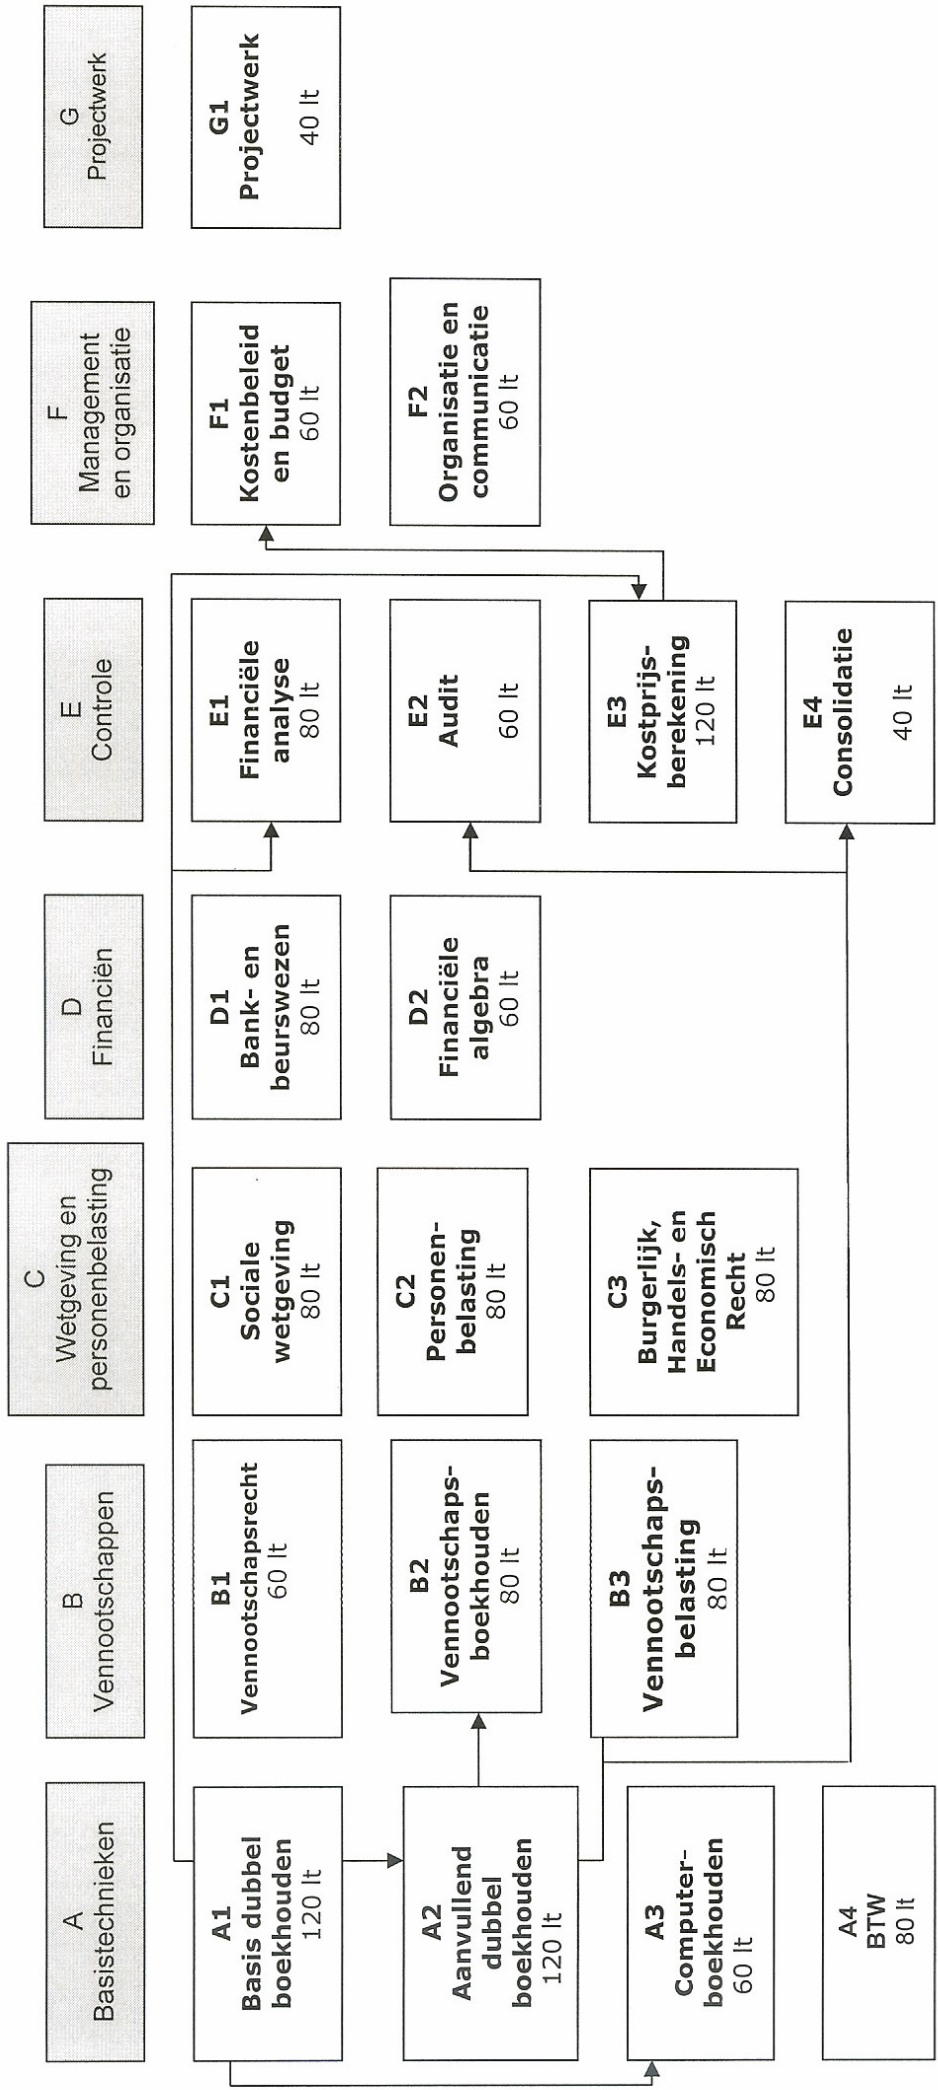 A
Basistechnieken
A1
Basis dubbel
boekhouden
120 lt
A2
Aanvullend
dubbel
boekhouden
120 lt
A3
Computer-
boekhouden
60 lt
A4
BTW
80 lt
B
Vennootschappen
B1
Vennootschapsrecht
60 lt
B2
Vennootschaps-
boekhouden
80 lt
B3
Vennootschaps-
belasting
80 lt
C
Wetgeving en
personenbelasting
C1
Sociale
wetgeving
80 lt
C2
Personen-
belasting
80 lt
C3
Burgerlijk,
Handels- en
Economisch
Recht
80 lt
D
Financiën
D1
Bank- en
beurswezen
80 lt
D2
Financiële
algebra
60 lt
E
Controle
E1
Financiële
analyse
80 lt
E2
Audit
60 lt
E3
Kostprijs-
berekening
120 lt
E4
Consolidatie
40 lt
F
Management
en organisatie
F1
Kostenbeleid
en budget
60 lt
F2
Organisatie en
communicatie
60 lt
G
Projectwerk
G1
Projectwerk
40 lt